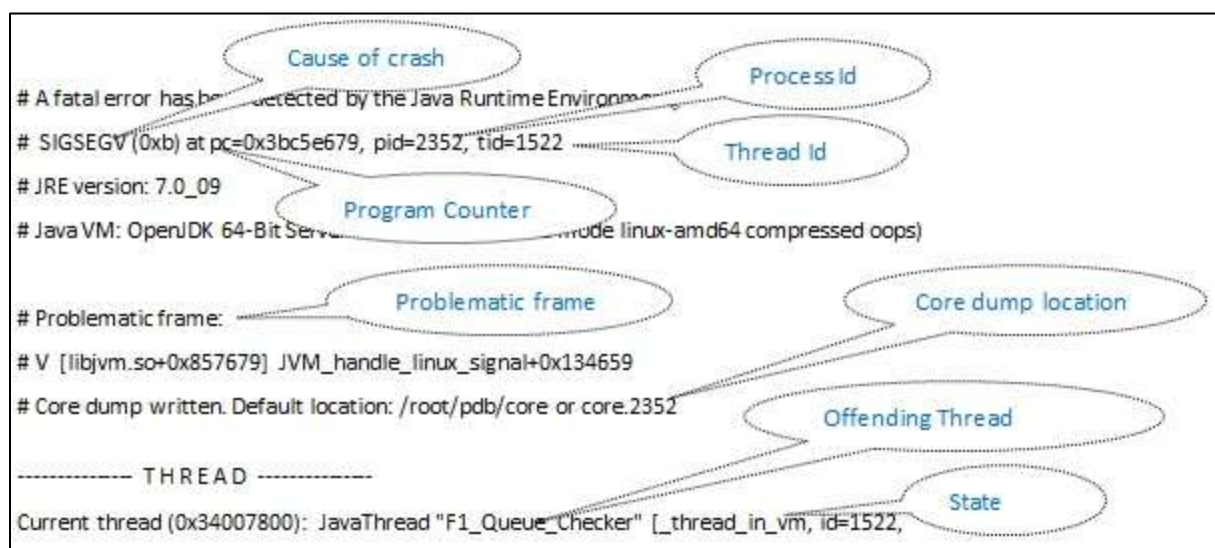 Cause of crash
Process Id
# A fatal error has detected by the Java Runtime
# SIGSEGV (0xb) at pc=0x3bc5e679, pid=2352, tid=1522
Thread Id
# JRE version: 7.0_09
Program Counter
# Java VM: OpenJDK 64-Bit mode linux-amd64 compressed oops)
Problematic frame
Core dump location
# Problematic frame:
# V [libjvm.so+0x857679] JVM_handle_linux_signal+0x134659
# Core dump written. Default location: /root/pdb/core or core.2352
Offending Thread
--------------- T H R E A D ---------------
State
Current thread (0x34007800): JavaThread "F1_Queue_Checker" [_thread_in_vm, id=1522,